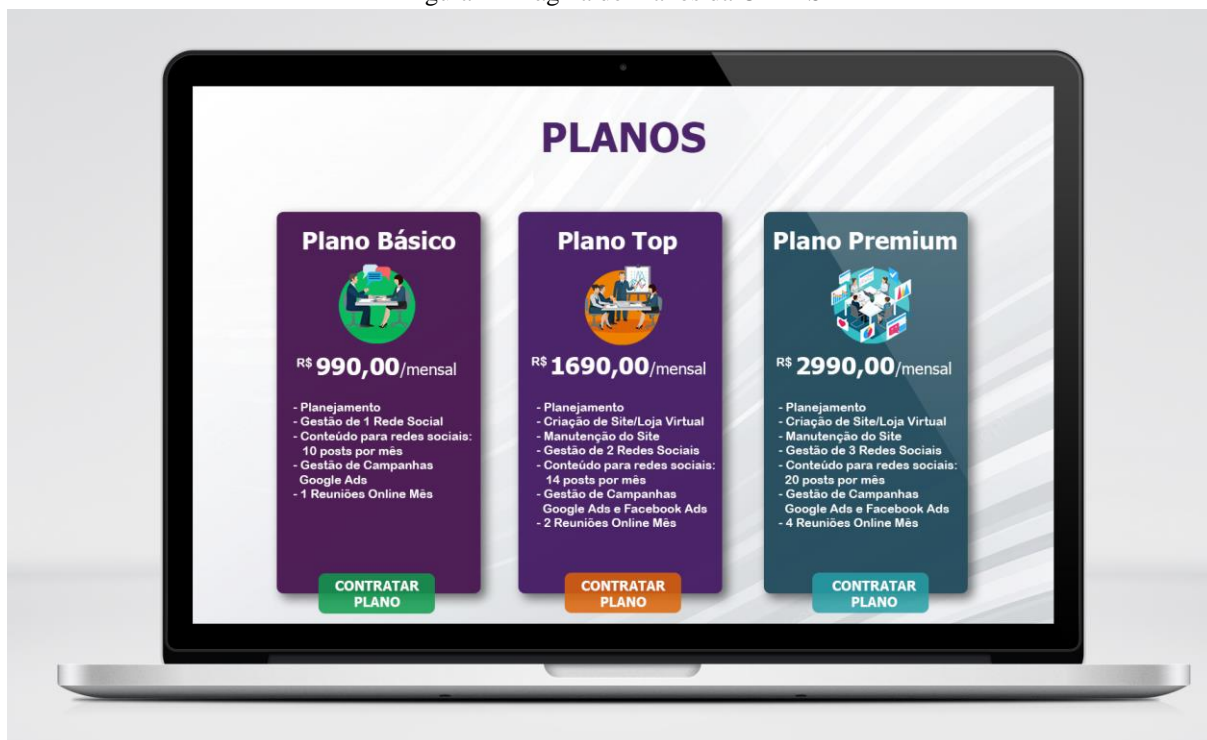 PLANOS
Plano Básico
R$ 990,00/mensal
- Planejamento
- Gestão de 1 Rede Social
- Conteúdo para redes sociais:
10 posts por mês
- Gestão de Campanhas
Google Ads
- 1 Reuniões Online Mês
CONTRATAR
PLANO
Plano Top
R$ 1690,00/mensal
- Planejamento
- Criação de Site/Loja Virtual
- Manutenção do Site
- Gestão de 2 Redes Sociais
- Conteúdo para redes sociais:
14 posts por mês
- Gestão de Campanhas
Google Ads e Facebook Ads
- 2 Reuniões Online Mês
CONTRATAR
PLANO
Plano Premium
R$ 2990,00/mensal
- Planejamento
- Criação de Site/Loja Virtual
- Manutenção do Site
- Gestão de 3 Redes Sociais
- Conteúdo para redes sociais:
20 posts por mês
- Gestão de Campanhas
Google Ads e Facebook Ads
- 4 Reuniões Online Mês
CONTRATAR
PLANO